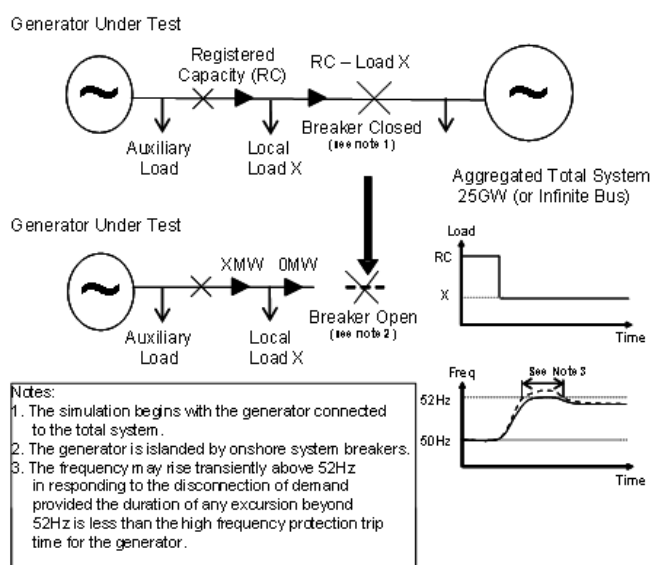 Generator Under Test
Registered
Capacity (RC)
RC – Load X
~
~
Auxiliary
Load
Local
Load X
Breaker Closed
(see note 1)
Aggregated Total System
25GW (or Infinite Bus)
Generator Under Test
XMW
0MW
~
Auxiliary
Load
Local
Load X
Breaker Open
(see note 2)
Load
RC
X
Time
Freq
See Note 3
52Hz
50Hz
Time
Notes:
1. The simulation begins with the generator connected
to the total system.
2. The generator is islanded by onshore system breakers.
3. The frequency may rise transiently above 52Hz
in responding to the disconnection of demand
provided the duration of any excursion beyond
52Hz is less than the high frequency protection trip
time for the generator.